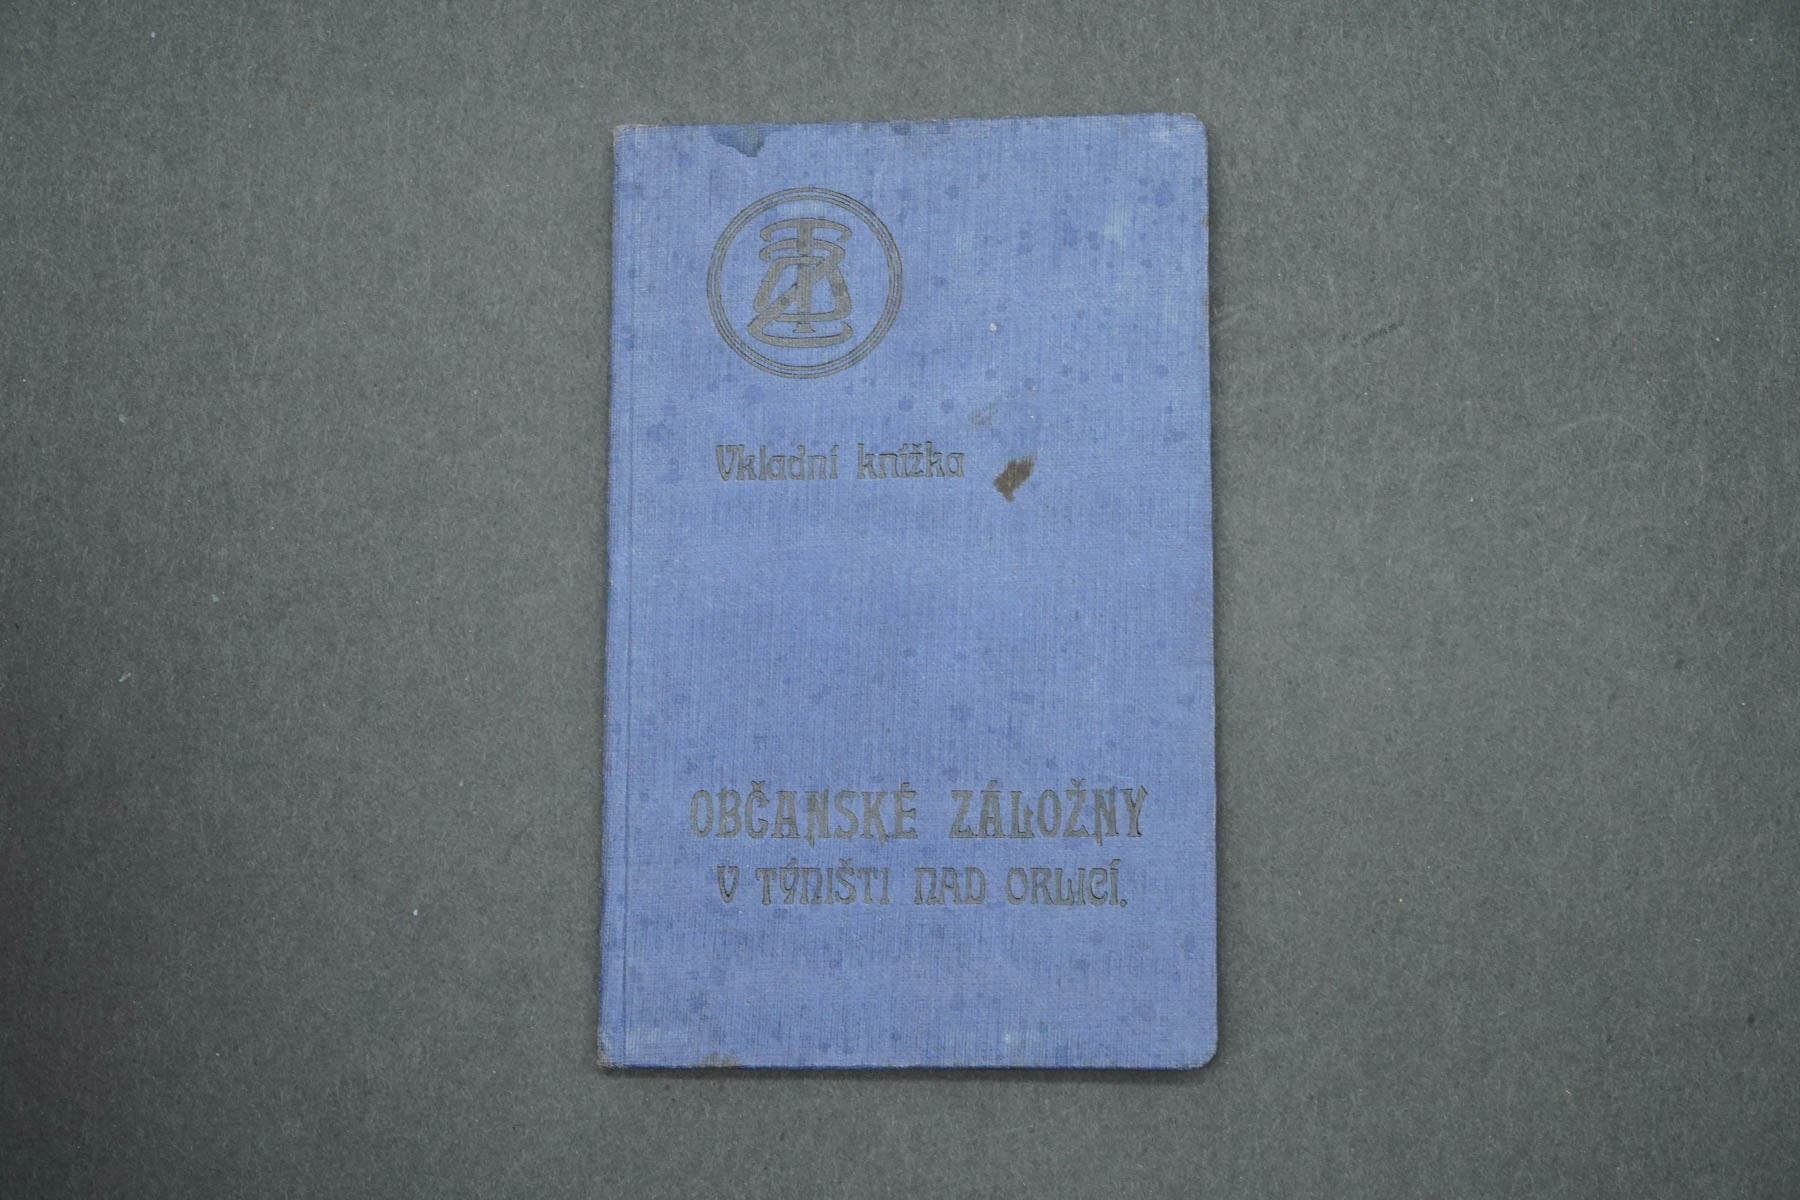 Vkladní knížka
OBČANSKÉ ZÁLOŽNY
V TÝNIŠTI NAD ORLICÍ.